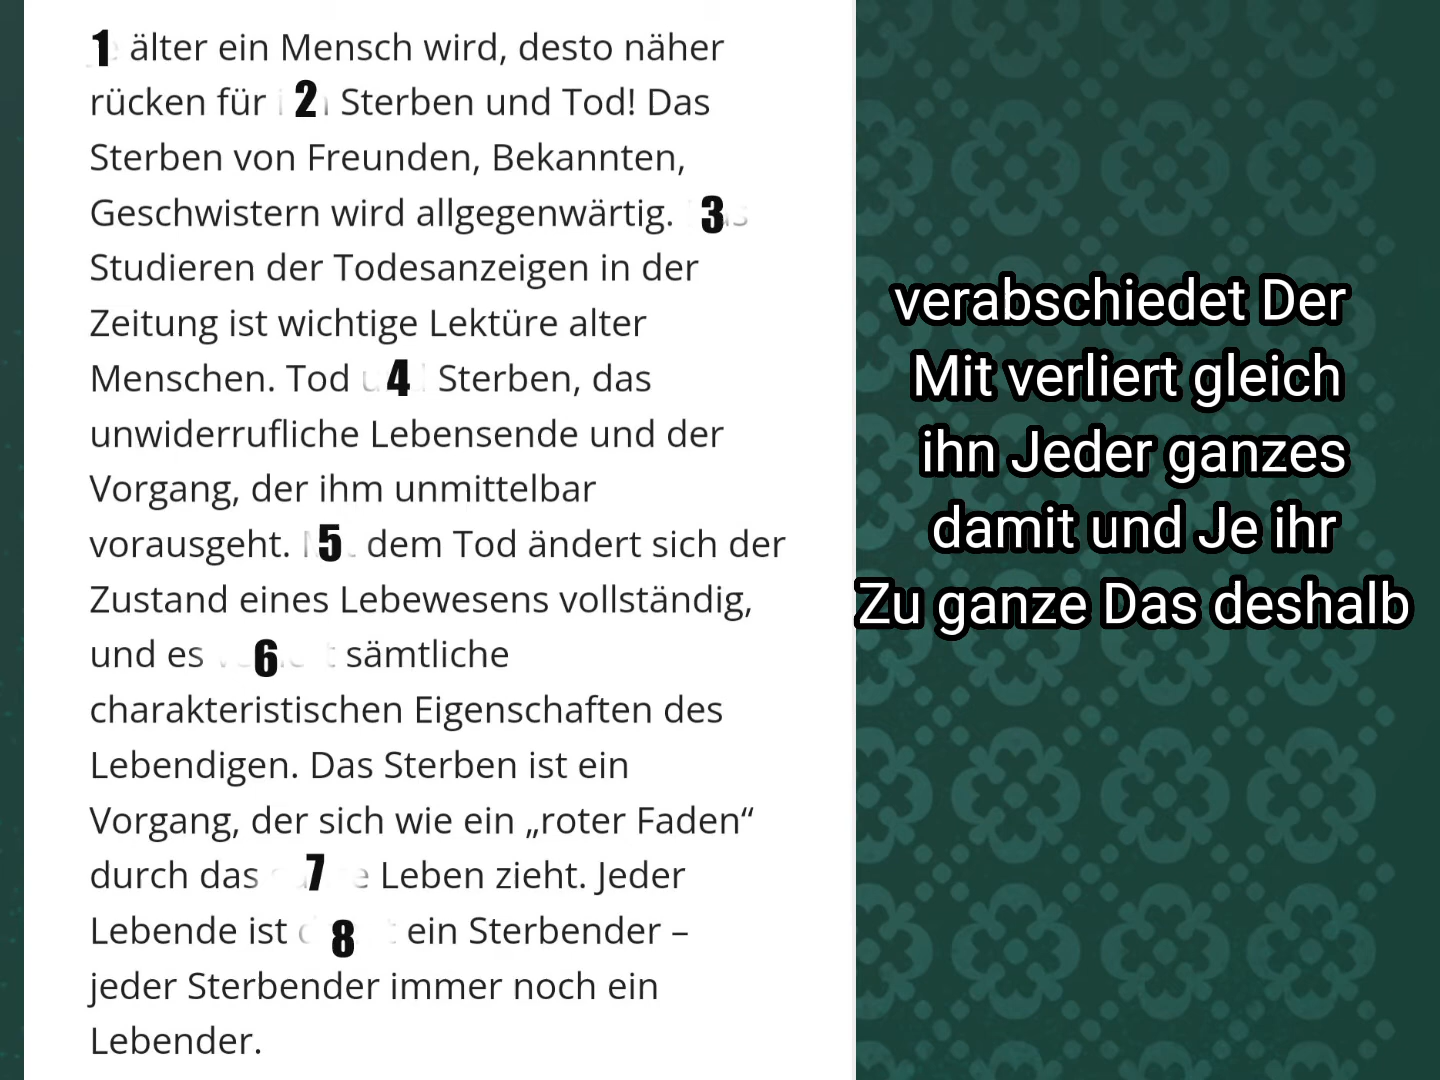 1 älter ein Mensch wird, desto näher
rücken für 2 Sterben und Tod! Das
Sterben von Freunden, Bekannten,
Geschwistern wird allgegenwärtig. 3
Studieren der Todesanzeigen in der
Zeitung ist wichtige Lektüre alter
Menschen. Tod 4 Sterben, das
unwiderrufliche Lebensende und der
Vorgang, der ihm unmittelbar
vorausgeht. 5 dem Tod ändert sich der
Zustand eines Lebewesens vollständig,
und es 6 sämtliche
charakteristischen Eigenschaften des
Lebendigen. Das Sterben ist ein
Vorgang, der sich wie ein „roter Faden“
durch das 7 Leben zieht. Jeder
Lebende ist 8 ein Sterbender –
jeder Sterbender immer noch ein
Lebender.
verabschiedet Der
Mit verliert gleich
ihn Jeder ganzes
damit und Je ihr
Zu ganze Das deshalb